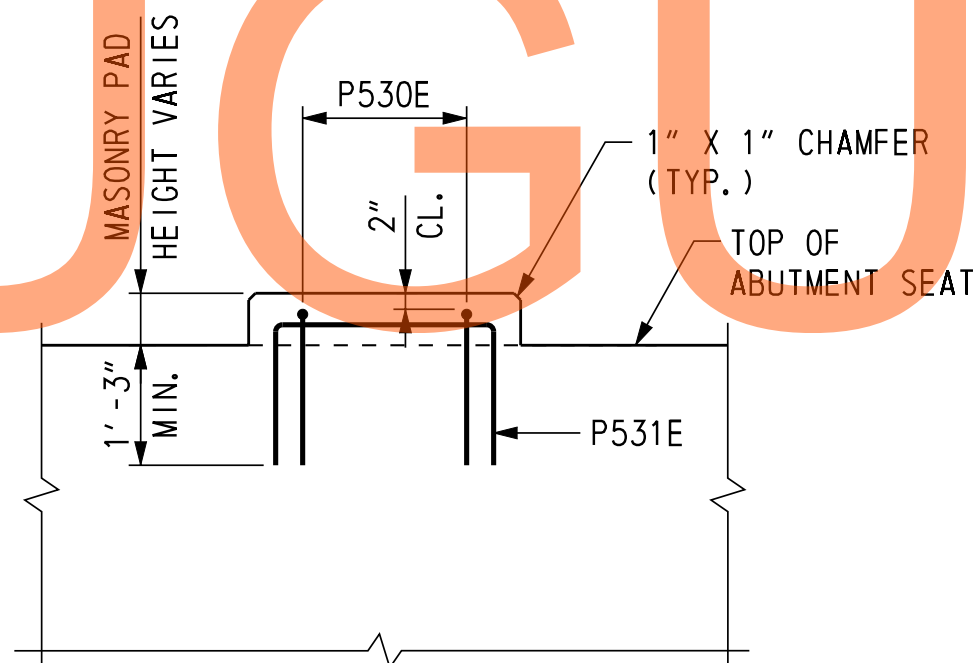 JGU
MASONRY PAD
HEIGHT VARIES
P530E
1" X 1" CHAMFER
(TYP.)
2"
CL.
TOP OF
ABUTMENT SEAT
1'-3"
MIN.
P531E